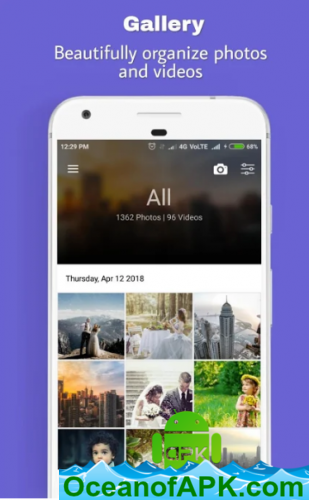 Gallery
Beautifully organize photos
and videos
12:29 PM 4G VoLTE 68%
All
1362 Photos | 96 Videos
Thursday, Apr 12 2018
APK
OceanofAPK.com